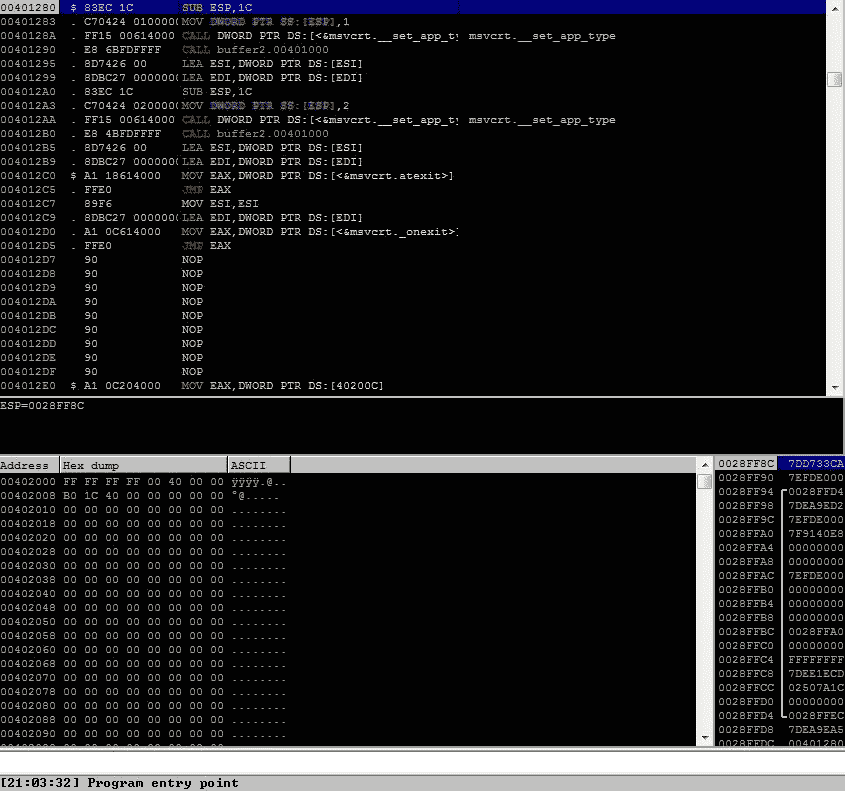 00401280 $ 83EC 1C SUB ESP,1C
00401283 . C70424 0100000 MOV DWORD PTR SS:[ESP],1
0040128A . FF15 00614000 CALL DWORD PTR DS:[<&msvcrt.__set_app_ty msvcrt.__set_app_type
00401290 . E8 6BFDFFFF CALL buffer2.00401000
00401295 . 8D7426 00 LEA ESI,DWORD PTR DS:[ESI]
00401299 . 8DBC27 0000000 LEA EDI,DWORD PTR DS:[EDI]
004012A0 . 83EC 1C SUB ESP,1C
004012A3 . C70424 0200000 MOV DWORD PTR SS:[ESP],2
004012AA . FF15 00614000 CALL DWORD PTR DS:[<&msvcrt.__set_app_ty msvcrt.__set_app_type
004012B0 . E8 4BFDFFFF CALL buffer2.00401000
004012B5 . 8D7426 00 LEA ESI,DWORD PTR DS:[ESI]
004012B9 . 8DBC27 0000000 LEA EDI,DWORD PTR DS:[EDI]
004012C0 $ A1 18614000 MOV EAX,DWORD PTR DS:[<&msvcrt.atexit>]
004012C5 . FFE0 JMP EAX
004012C7 89F6 MOV ESI,ESI
004012C9 . 8DBC27 0000000 LEA EDI,DWORD PTR DS:[EDI]
004012D0 . A1 0C614000 MOV EAX,DWORD PTR DS:[<&msvcrt._onexit>]
004012D5 . FFE0 JMP EAX
004012D7 90 NOP
004012D8 90 NOP
004012D9 90 NOP
004012DA 90 NOP
004012DB 90 NOP
004012DC 90 NOP
004012DD 90 NOP
004012DE 90 NOP
004012DF 90 NOP
004012E0 $ A1 0C204000 MOV EAX,DWORD PTR DS:[40200C]
ESP=0028FF8C
Address Hex dump ASCII
00402000 FF FF FF FF 00 40 00 00 ÿÿÿÿ.@..
00402008 B0 1C 40 00 00 00 00 00 °@.....
00402010 00 00 00 00 00 00 00 00 ........
00402018 00 00 00 00 00 00 00 00 ........
00402020 00 00 00 00 00 00 00 00 ........
00402028 00 00 00 00 00 00 00 00 ........
00402030 00 00 00 00 00 00 00 00 ........
00402038 00 00 00 00 00 00 00 00 ........
00402040 00 00 00 00 00 00 00 00 ........
00402048 00 00 00 00 00 00 00 00 ........
00402050 00 00 00 00 00 00 00 00 ........
00402058 00 00 00 00 00 00 00 00 ........
00402060 00 00 00 00 00 00 00 00 ........
00402068 00 00 00 00 00 00 00 00 ........
00402070 00 00 00 00 00 00 00 00 ........
00402078 00 00 00 00 00 00 00 00 ........
00402080 00 00 00 00 00 00 00 00 ........
00402088 00 00 00 00 00 00 00 00 ........
00402090 00 00 00 00 00 00 00 00 ........
0028FF8C 7DD733CA
0028FF90 7EFDE000
0028FF94 0028FFD4
0028FF98 7DEA9ED2
0028FF9C 7EFDE000
0028FFA0 7F9140E8
0028FFA4 00000000
0028FFA8 00000000
0028FFAC 7EFDE000
0028FFB0 00000000
0028FFB4 00000000
0028FFB8 00000000
0028FFBC 0028FFA0
0028FFC0 00000000
0028FFC4 FFFFFFFF
0028FFC8 7DEE1ECD
0028FFCC 02507A1C
0028FFD0 00000000
0028FFD4 0028FFEC
0028FFD8 7DEA9EA5
0028FFDC 00401280
[21:03:32] Program entry point